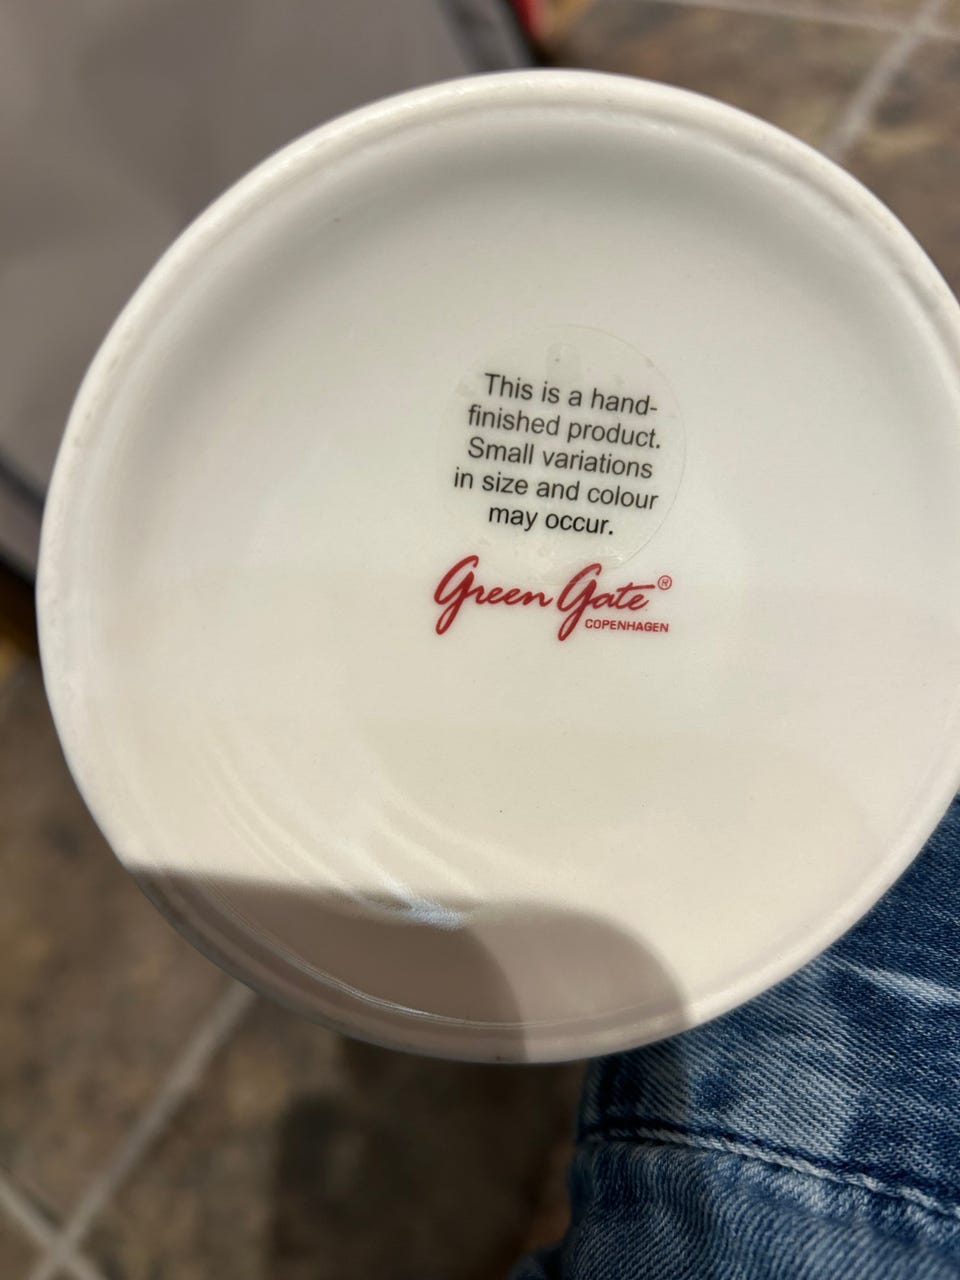 This is a hand-
finished product.
Small variations
in size and colour
may occur.
Green Gate ®
COPENHAGEN